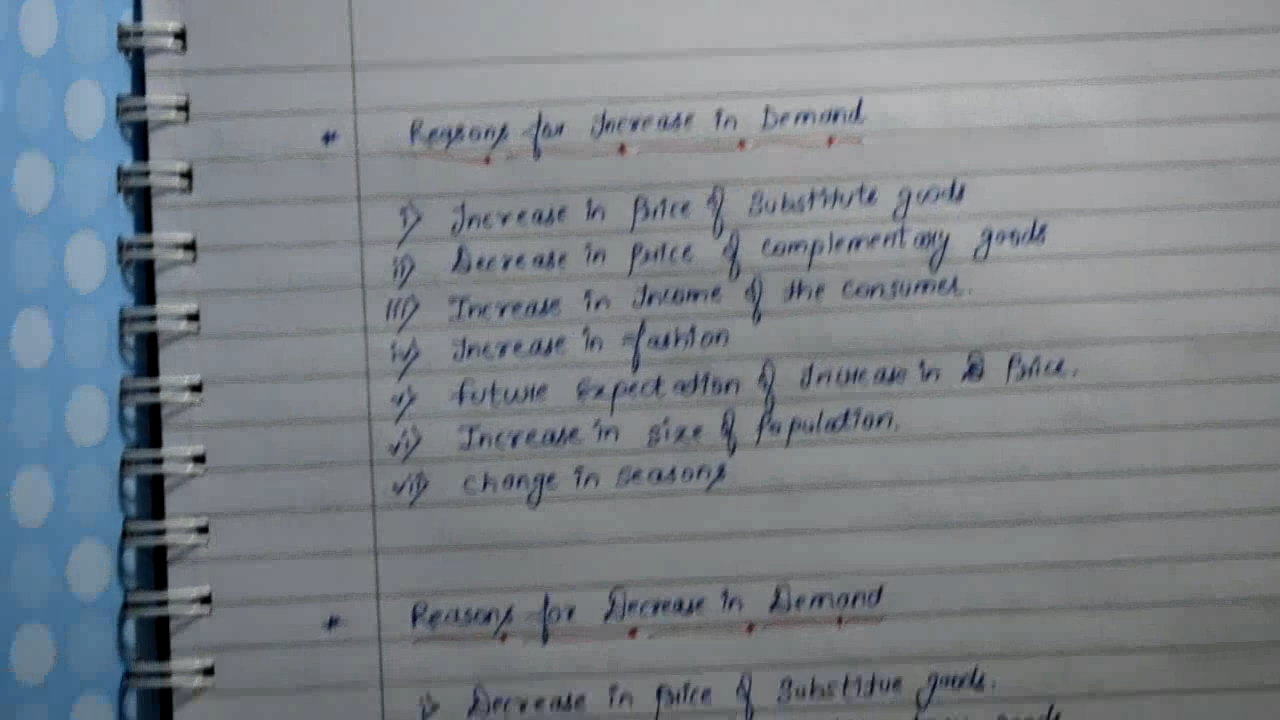 * Reasons for Increase in Demand
i) Increase in Price of Substitute goods
ii) Decrease in Price of complementary goods
iii) Increase in Income of the consumer.
iv) Increase in fashion
v) future Expectation of Increase in Price.
vi) Increase in size of Population.
vii) change in seasons
* Reasons for Decrease in Demand
i) Decrease in Price of Substitue goods.
goods